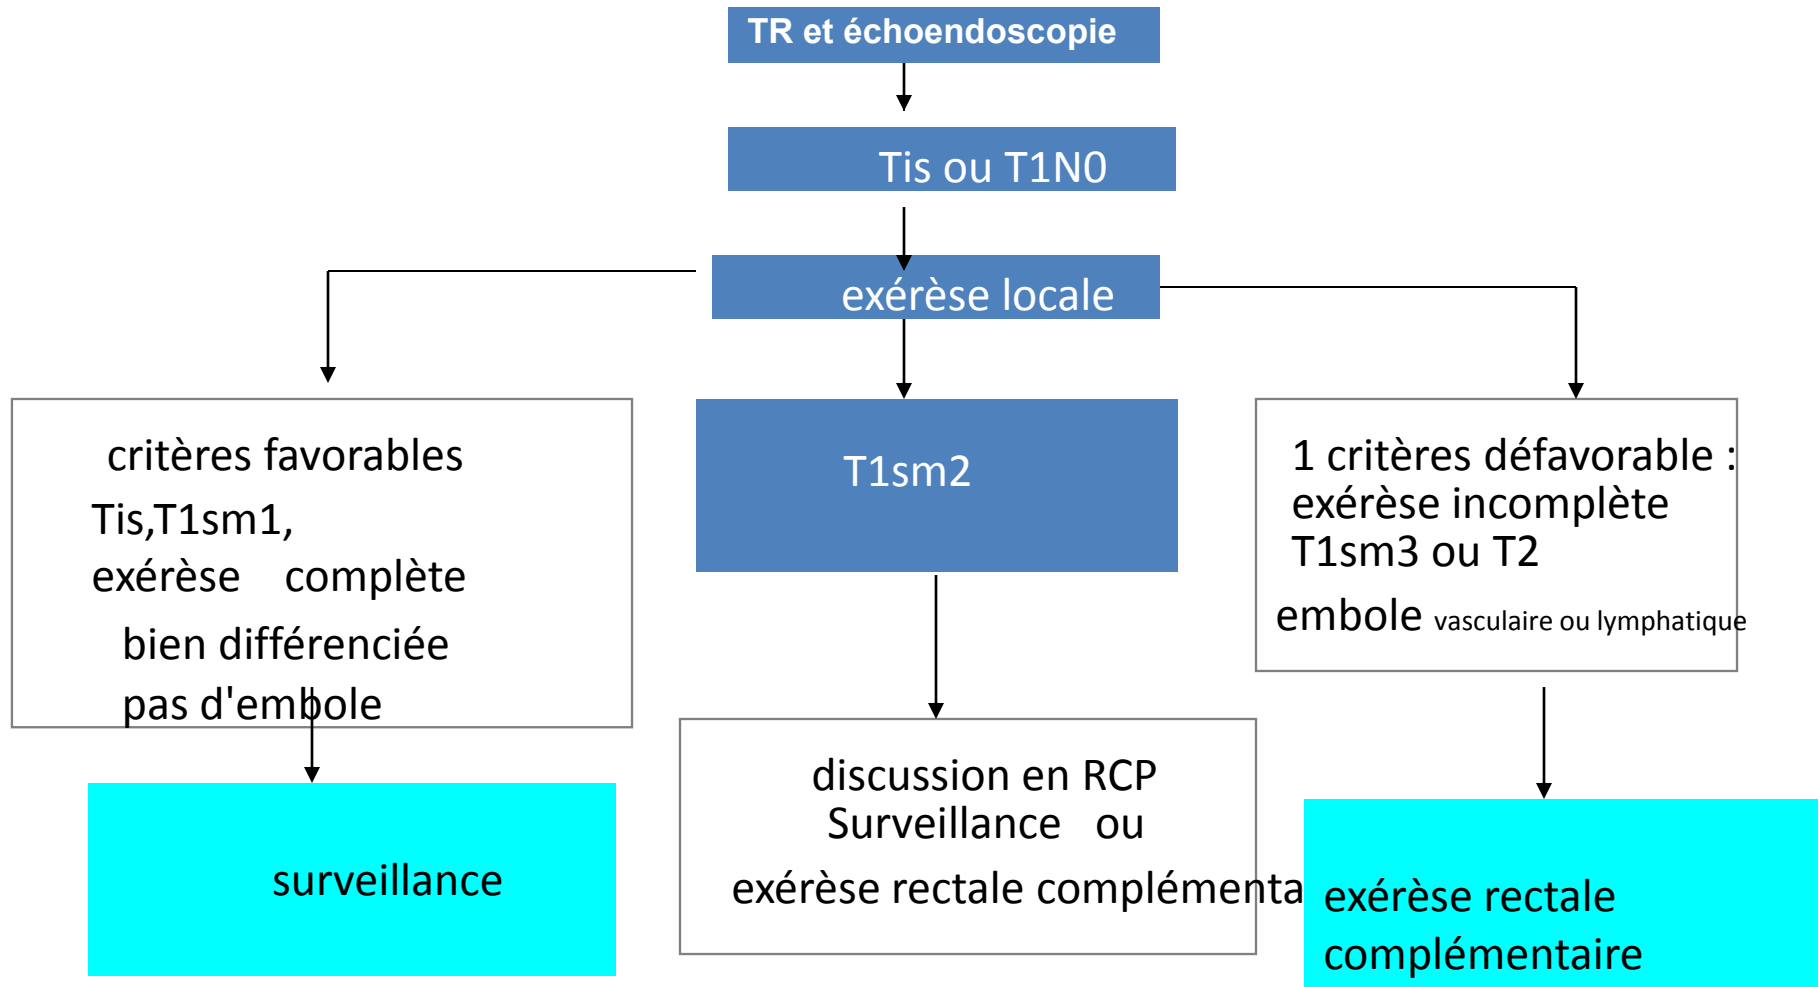 TR et échoendoscopie
Tis ou T1N0
exérèse locale
critères favorables
Tis,T1sm1,
exérèse complète
bien différenciée
pas d'embole
T1sm2
1 critères défavorable :
exérèse incomplète
T1sm3 ou T2
embole vasculaire ou lymphatique
surveillance
discussion en RCP
Surveillance ou
exérèse rectale complémenta
exérèse rectale
complémentaire